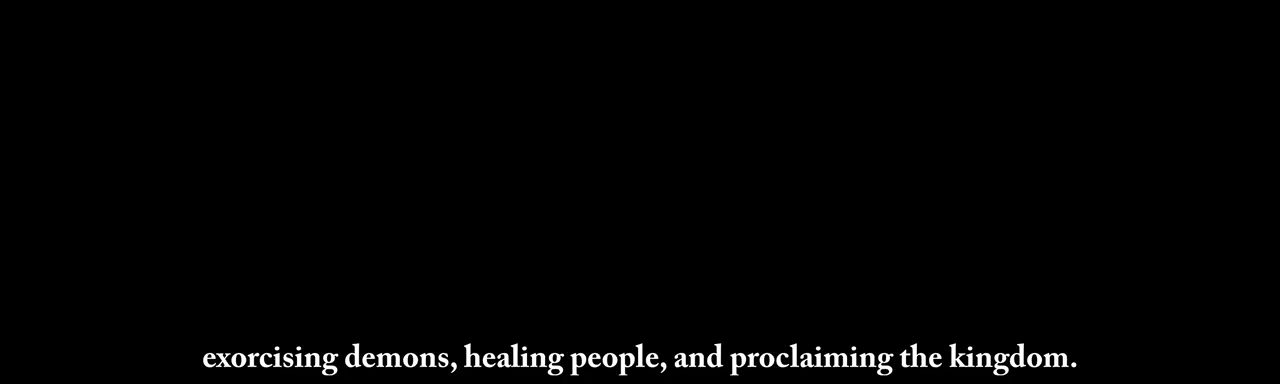 exorcising demons, healing people, and proclaiming the kingdom.